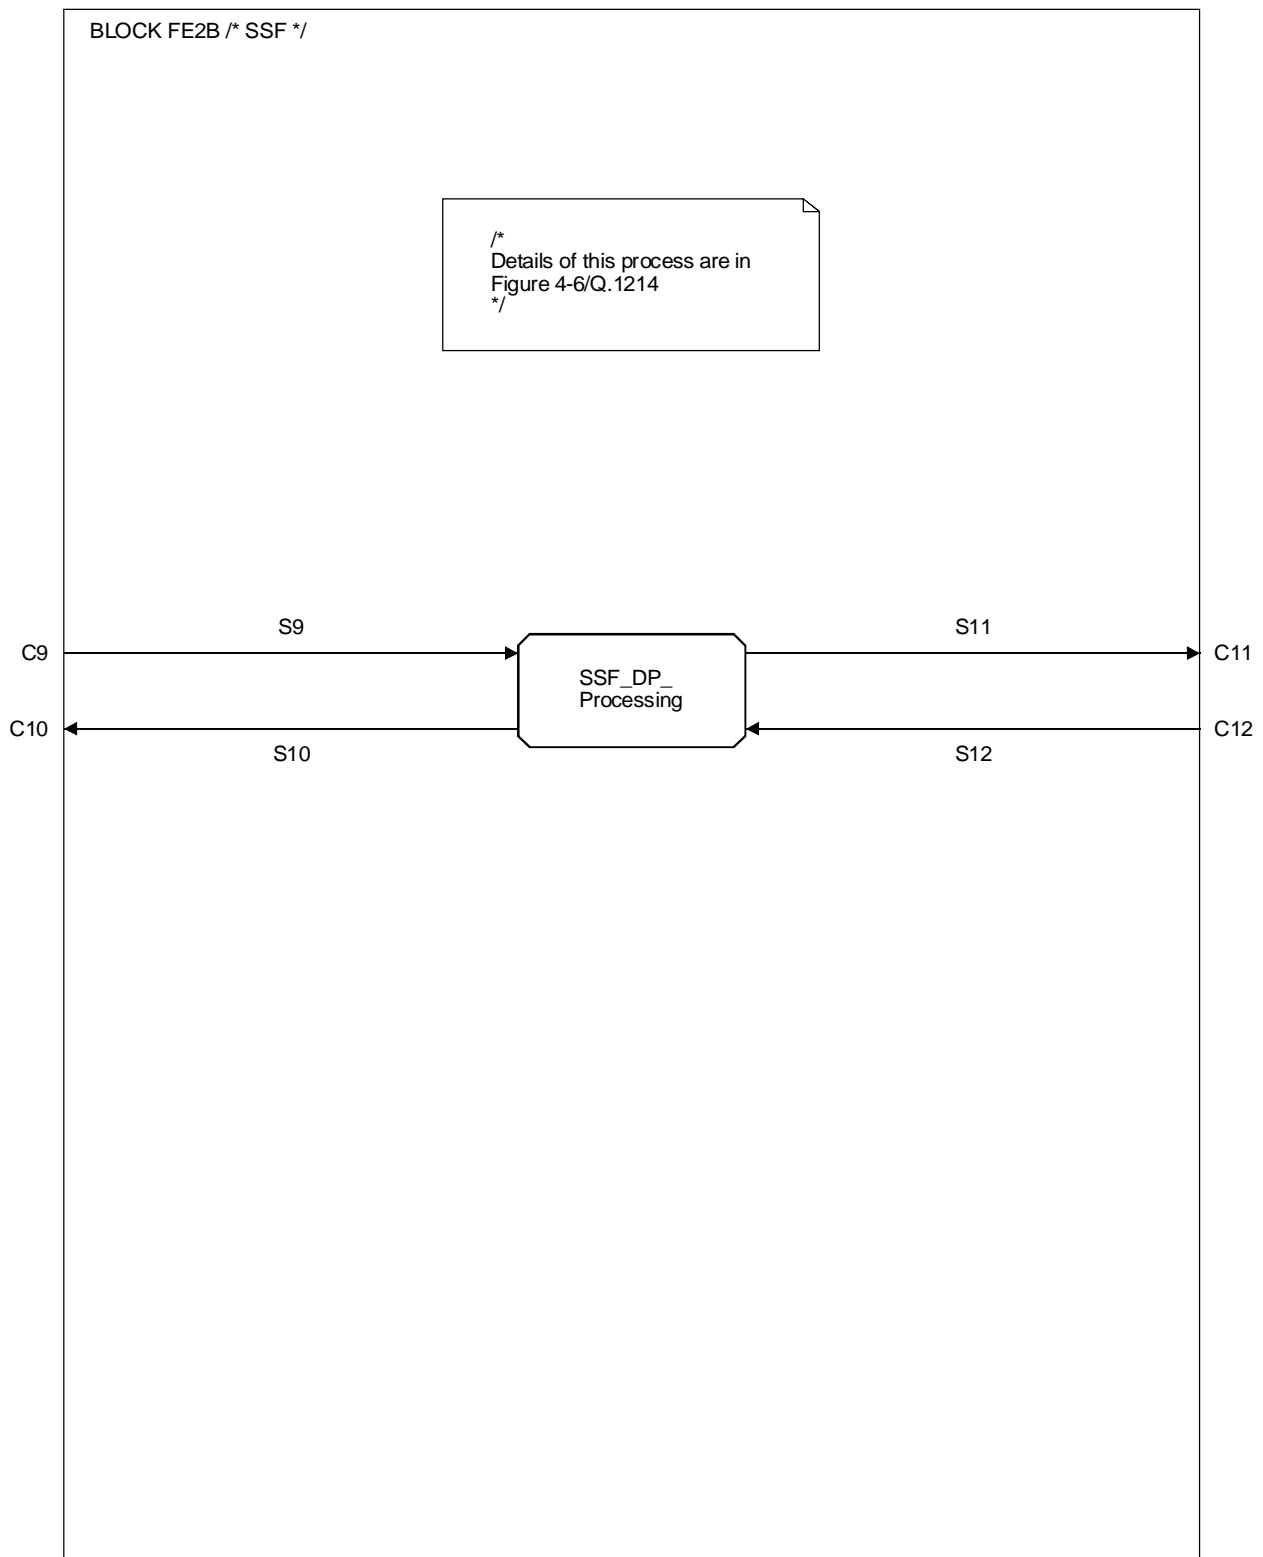 BLOCK FE2B /* SSF */
/*
Details of this process are in
Figure 4-6/Q.1214
*/
S9
S11
C9
C11
SSF_DP_
Processing
C10
C12
S10
S12